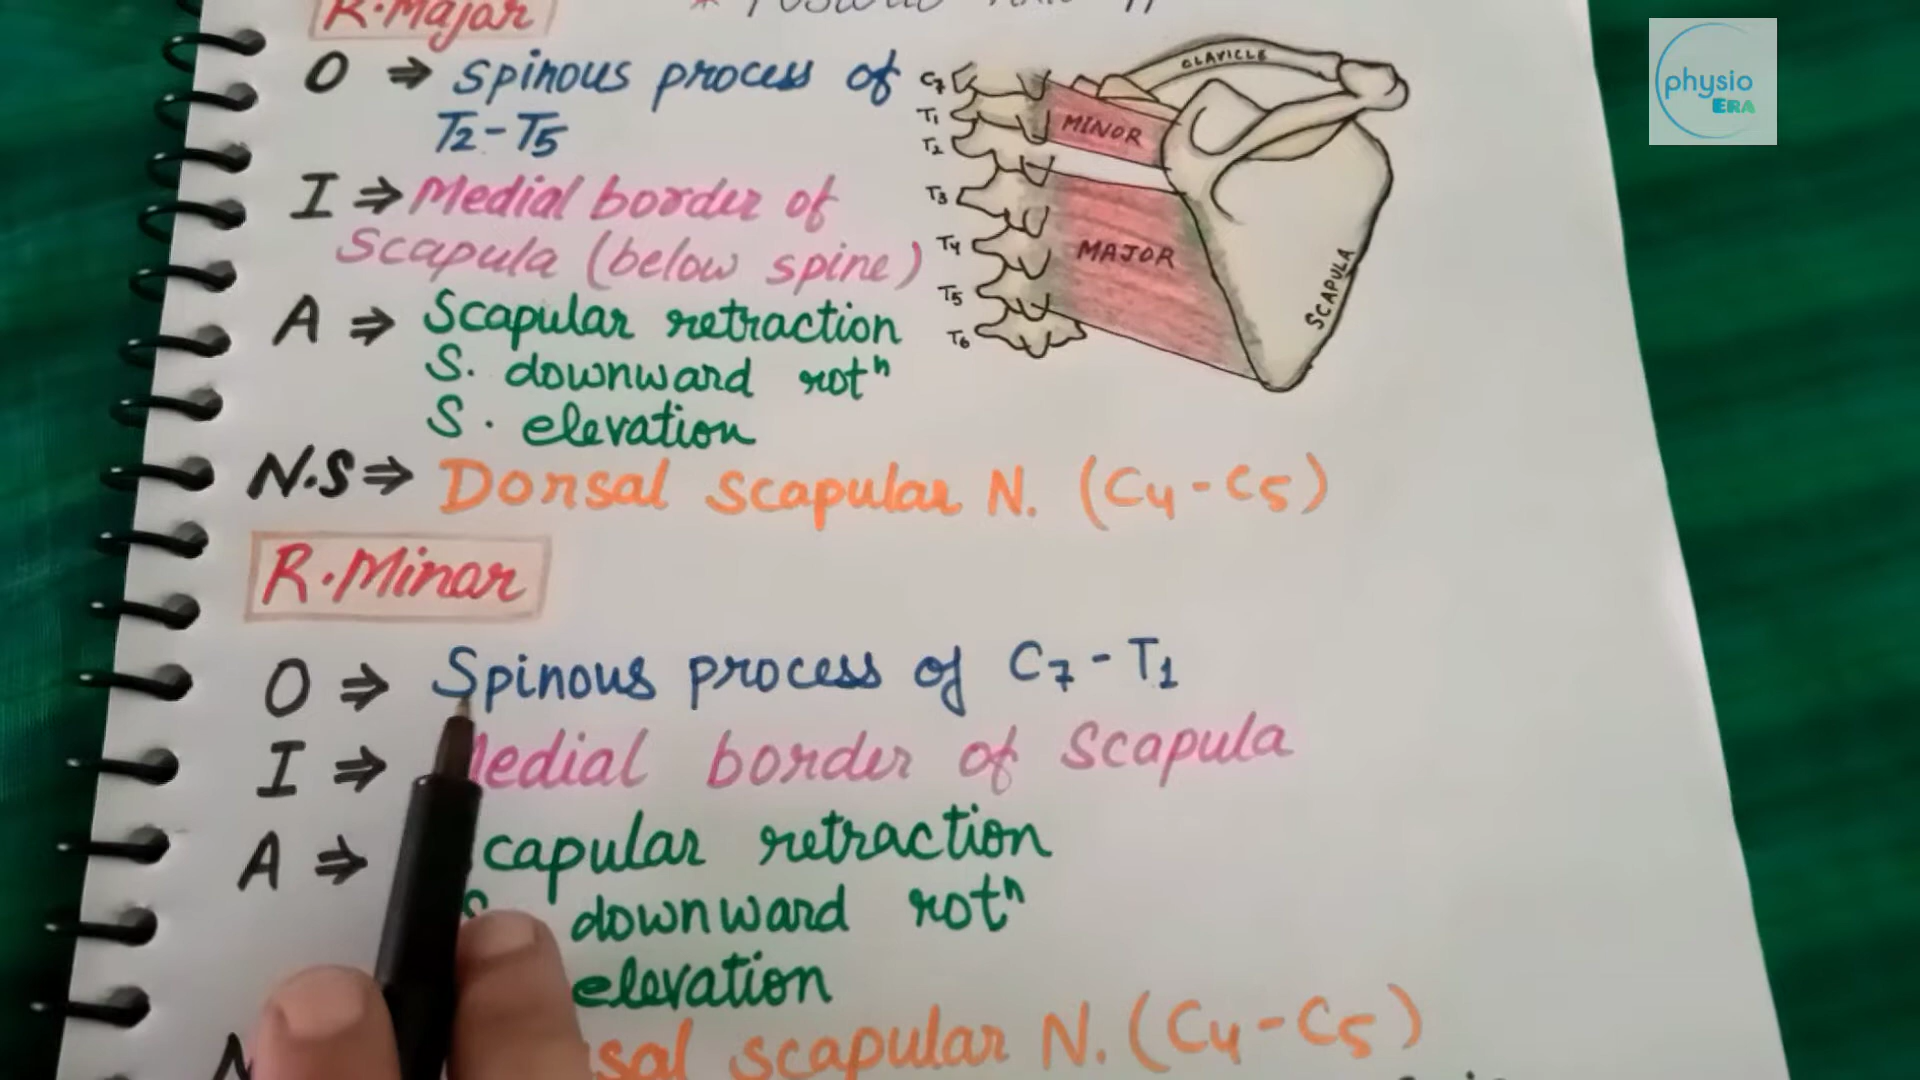 R.Major
O ⇒ Spinous process of
T2-T5
I ⇒ Medial border of
Scapula (below spine)
A ⇒ Scapular retraction
S. downward rotⁿ
S. elevation
N.S ⇒ Dorsal scapular N. (C4-C5)
CLAVICLE
C7
T1
T2
T3
T4
T5
T6
MINOR
MAJOR
SCAPULA
R.Minor
O ⇒ Spinous process of C7-T1
I ⇒ Medial border of Scapula
A ⇒ capular retraction
S downward rotⁿ
elevation
sal scapular N. (C4-C5)
physio
ERA